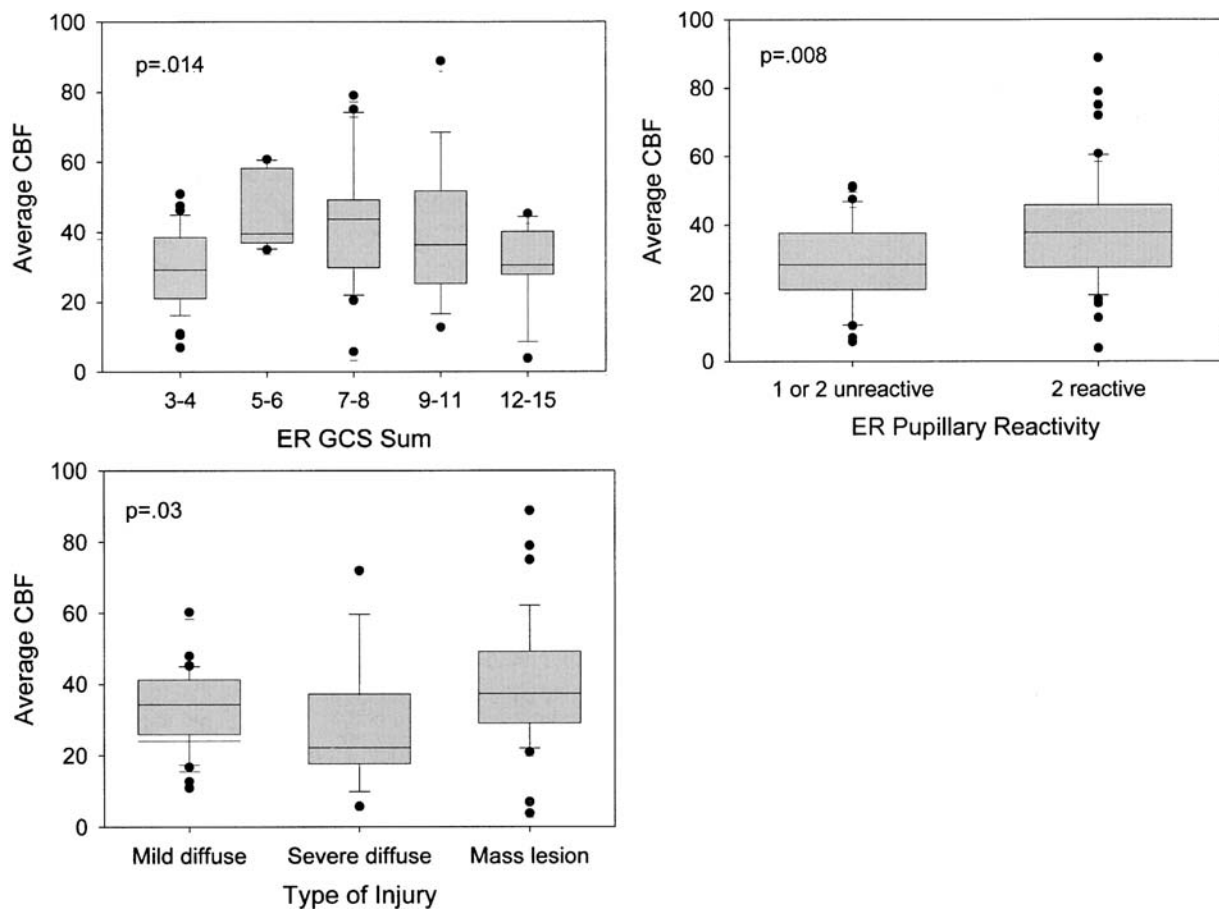 100
80
60
40
20
0
Average CBF
p=.014
3-4 5-6 7-8 9-11 12-15
ER GCS Sum
100
80
60
40
20
0
Average CBF
p=.008
1 or 2 unreactive 2 reactive
ER Pupillary Reactivity
100
80
60
40
20
0
Average CBF
p=.03
Mild diffuse Severe diffuse Mass lesion
Type of Injury